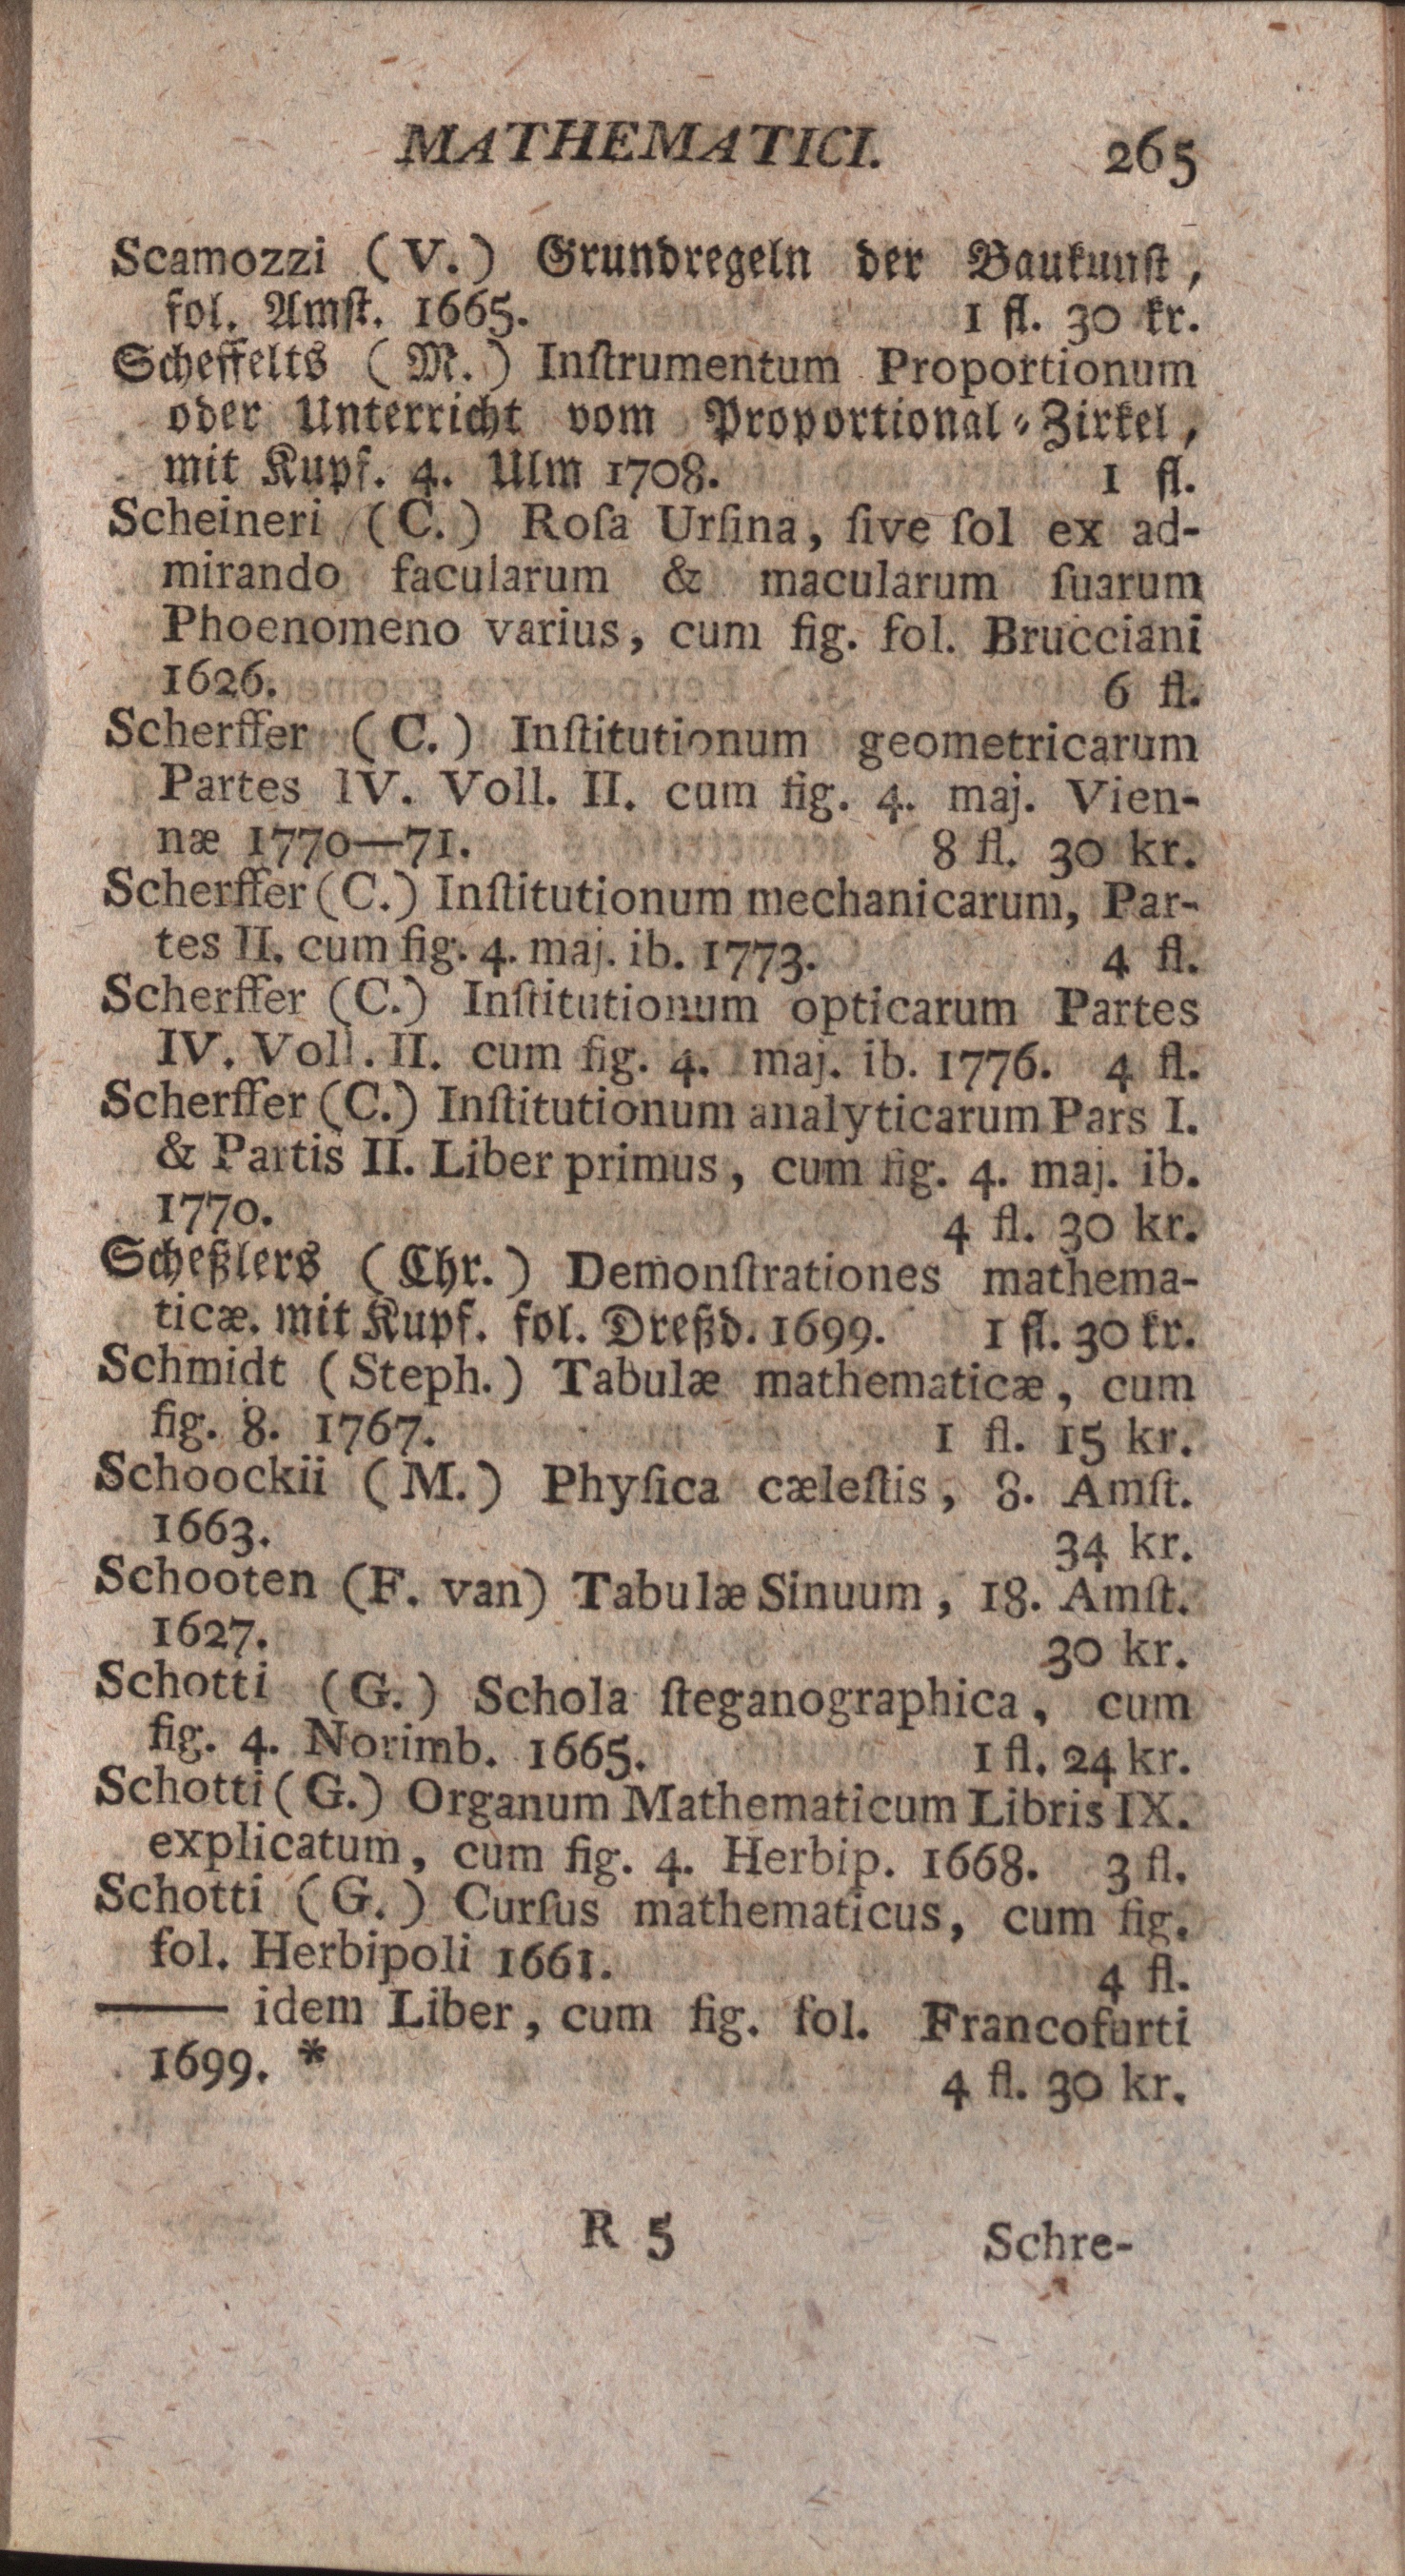 MATHEMATICI. 265
Scamozzi (V.) Grundregeln der Baukunſt,
fol. Amſt. 1665. 1 fl. 30 kr.
Scheffelts (M.) Inſtrumentum Proportionum
oder Unterricht vom Proportional⸗Zirkel,
mit Kupf. 4. Ulm 1708. 1 fl.
Scheineri (C.) Roſa Urſina, ſive ſol ex ad-
mirando facularum & macularum ſuarum
Phoenomeno varius, cum fig. fol. Brucciani
1626. 6 fl.
Scherffer (C.) Inſtitutionum geometricarum
Partes IV. Voll. II. cum fig. 4. maj. Vien-
næ 1770—71. 8 fl. 30 kr.
Scherffer (C.) Inſtitutionum mechanicarum, Par-
tes II. cum fig. 4. maj. ib. 1773. 4 fl.
Scherffer (C.) Inſtitutionum opticarum Partes
IV. Voll. II. cum fig. 4. maj. ib. 1776. 4 fl.
Scherffer (C.) Inſtitutionum analyticarum Pars I.
& Partis II. Liber primus, cum fig. 4. maj. ib.
1770. 4 fl. 30 kr.
Scheßlers (Chr.) Demonſtrationes mathema-
ticæ. mit Kupf. fol. Dreßd. 1699. 1 fl. 30 kr.
Schmidt (Steph.) Tabulæ mathematicæ, cum
fig. 8. 1767. 1 fl. 15 kr.
Schoockii (M.) Phyſica cæleſtis, 8. Amſt.
1663. 34 kr.
Schooten (F. van) Tabulæ Sinuum, 18. Amſt.
1627. 30 kr.
Schotti (G.) Schola ſteganographica, cum
fig. 4. Norimb. 1665. 1 fl. 24 kr.
Schotti (G.) Organum Mathematicum Libris IX.
explicatum, cum fig. 4. Herbip. 1668. 3 fl.
Schotti (G.) Curſus mathematicus, cum fig.
fol. Herbipoli 1661. 4 fl.
—— idem Liber, cum fig. fol. Francofurti
1699. * 4 fl. 30 kr.
R 5 Schre-